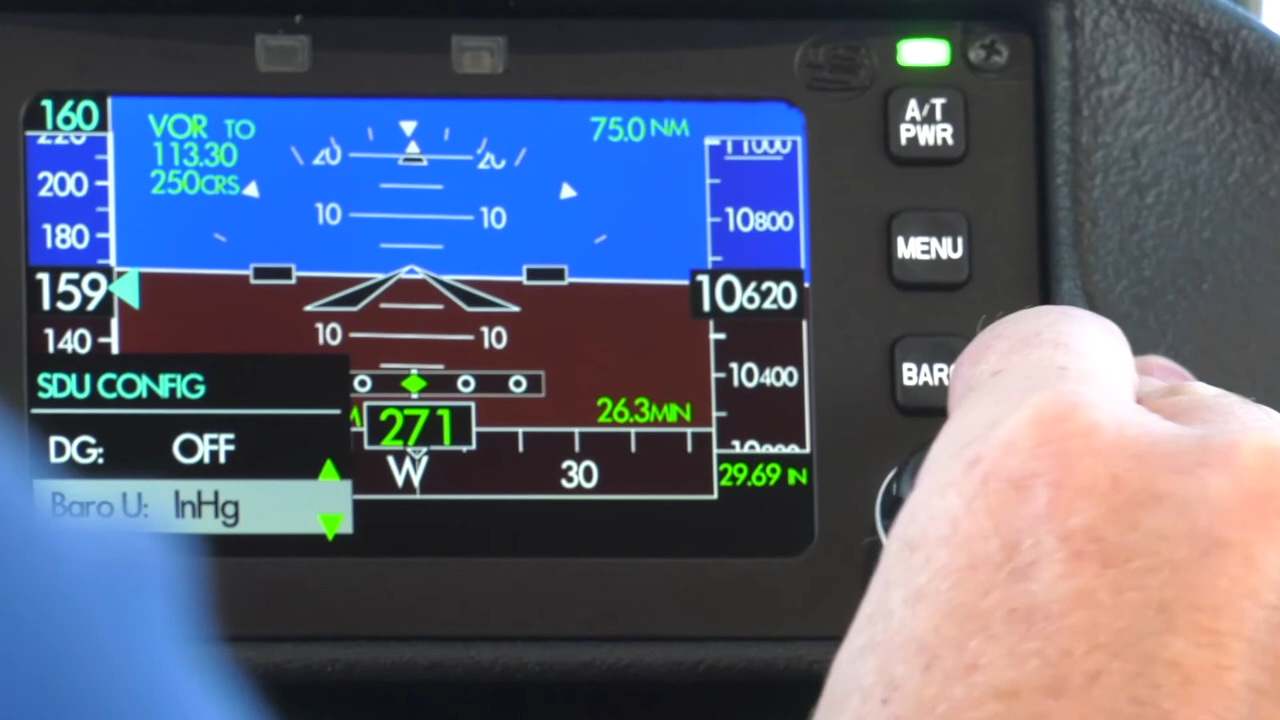 160
VOR TO
113.30
250CRS
75.0 NM
11000
220
200
180
159
140
20 20
10 10
10 10
10800
10620
10400
SDU CONFIG
DG: OFF
Baro U: InHg
26.3MIN
271
W 30
29.69 IN
A/T
PWR
MENU
BARO